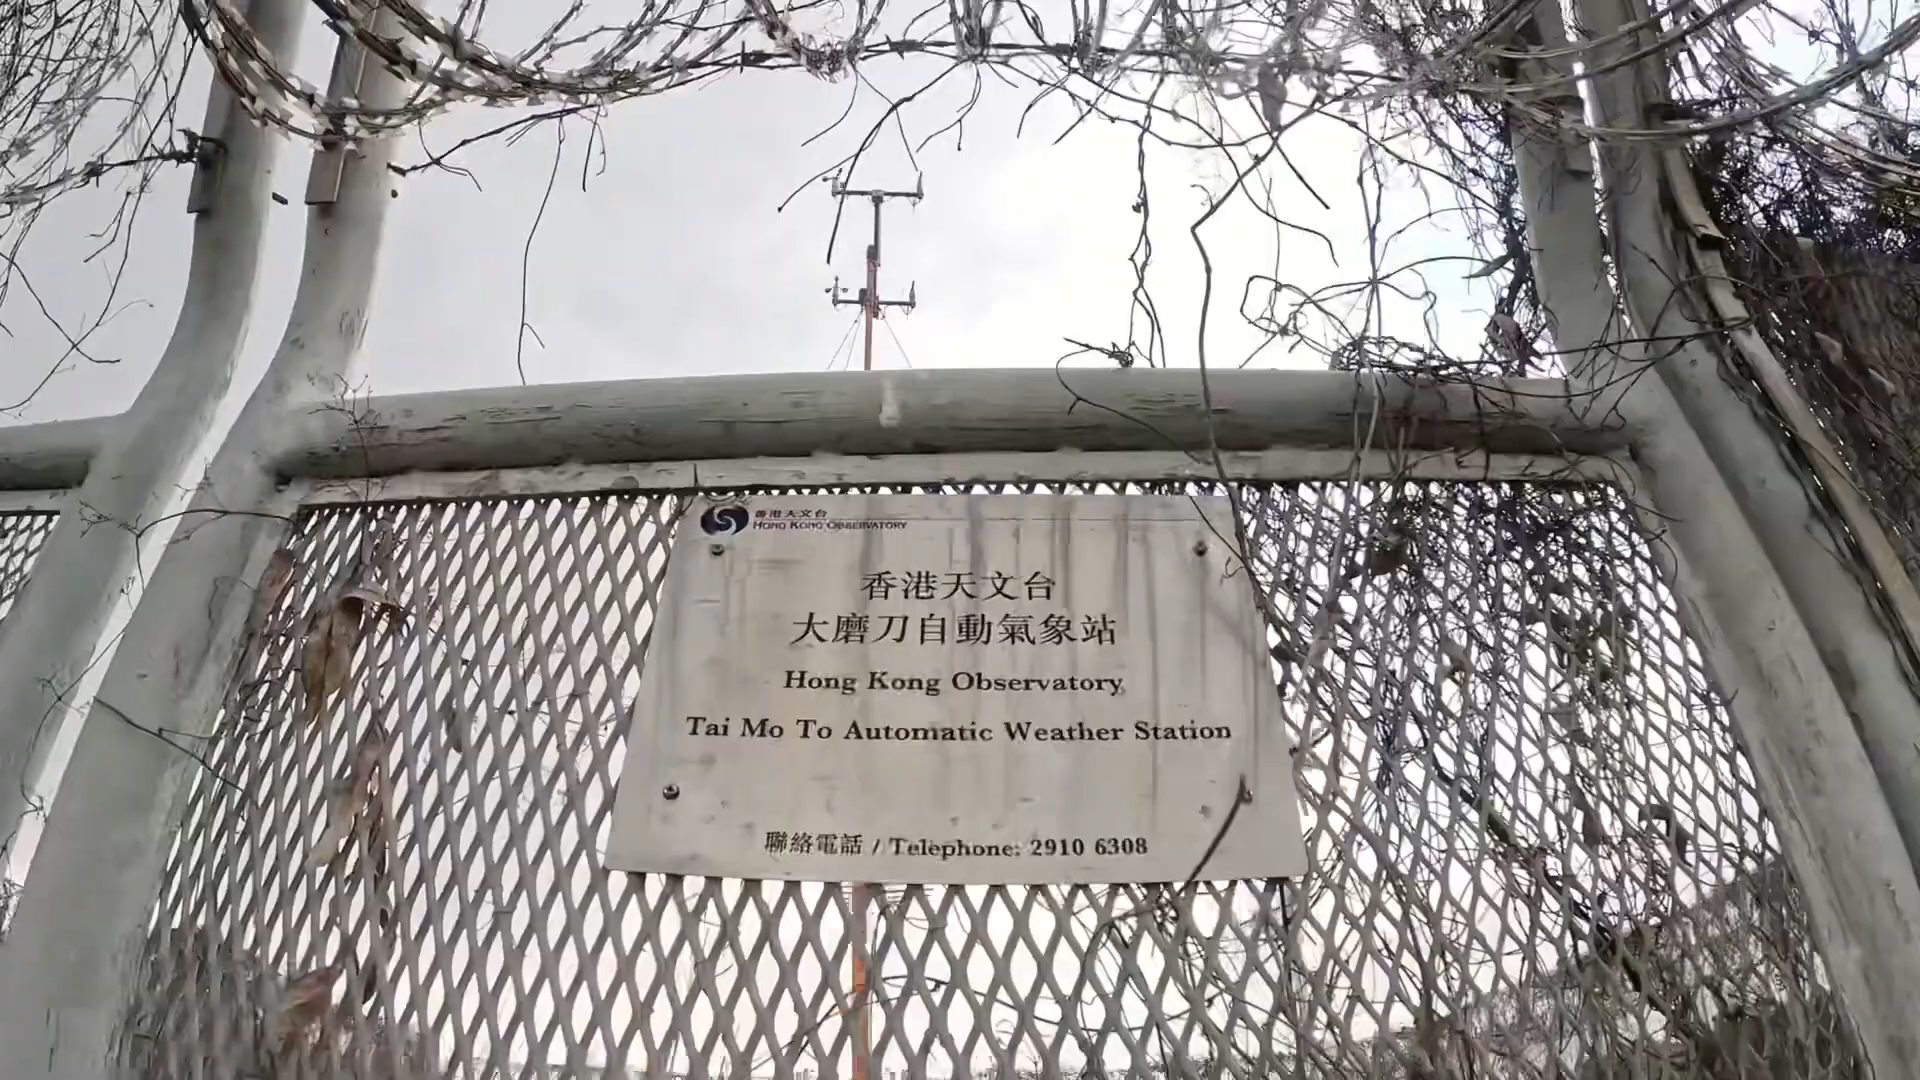 香港天文台
HONG KONG OBSERVATORY
香港天文台
大磨刀自動氣象站
Hong Kong Observatory
Tai Mo To Automatic Weather Station
聯絡電話 / Telephone: 2910 6308